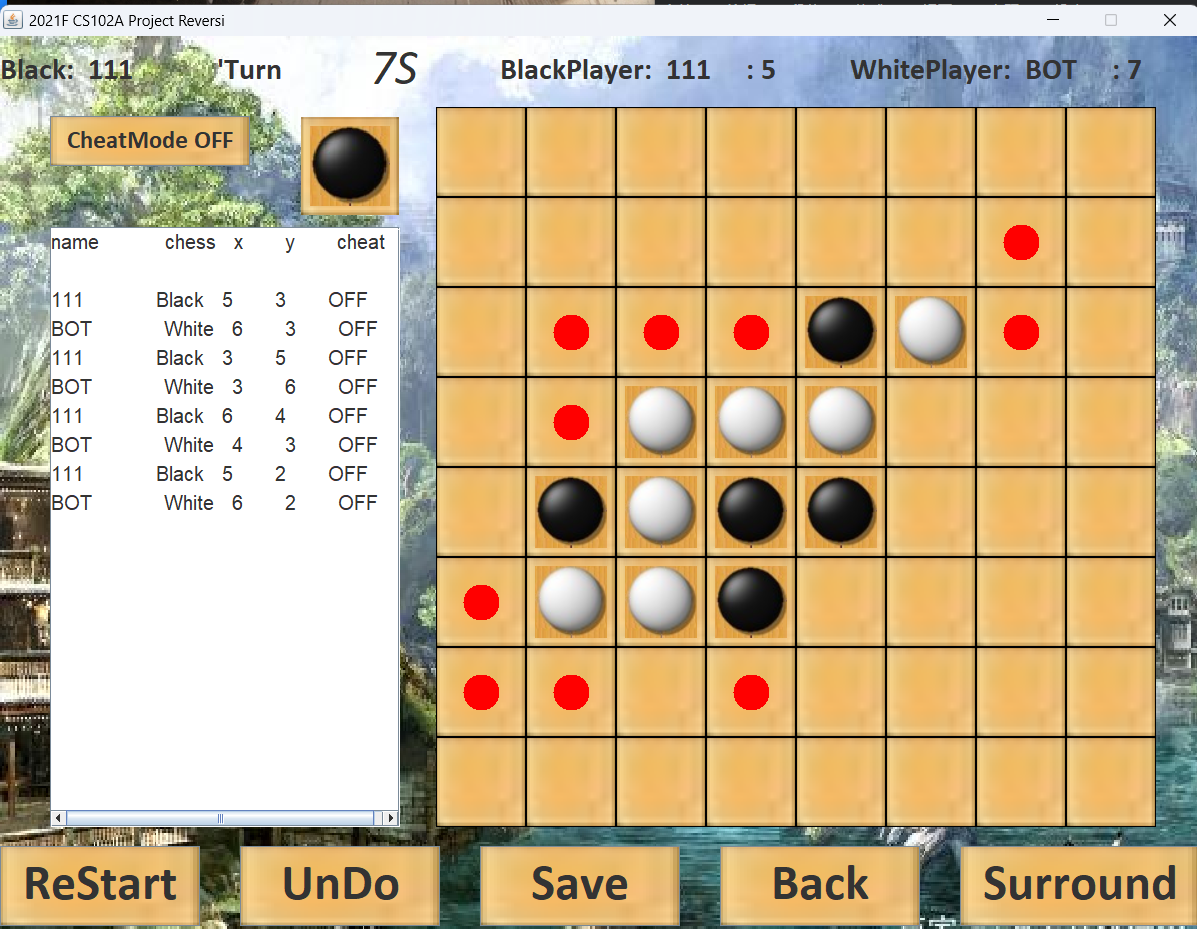 2021F CS102A Project Reversi
Black: 111 'Turn 7S BlackPlayer: 111 : 5 WhitePlayer: BOT : 7
CheatMode OFF
name chess x y cheat
111 Black 5 3 OFF
BOT White 6 3 OFF
111 Black 3 5 OFF
BOT White 3 6 OFF
111 Black 6 4 OFF
BOT White 4 3 OFF
111 Black 5 2 OFF
BOT White 6 2 OFF
ReStart UnDo Save Back Surround